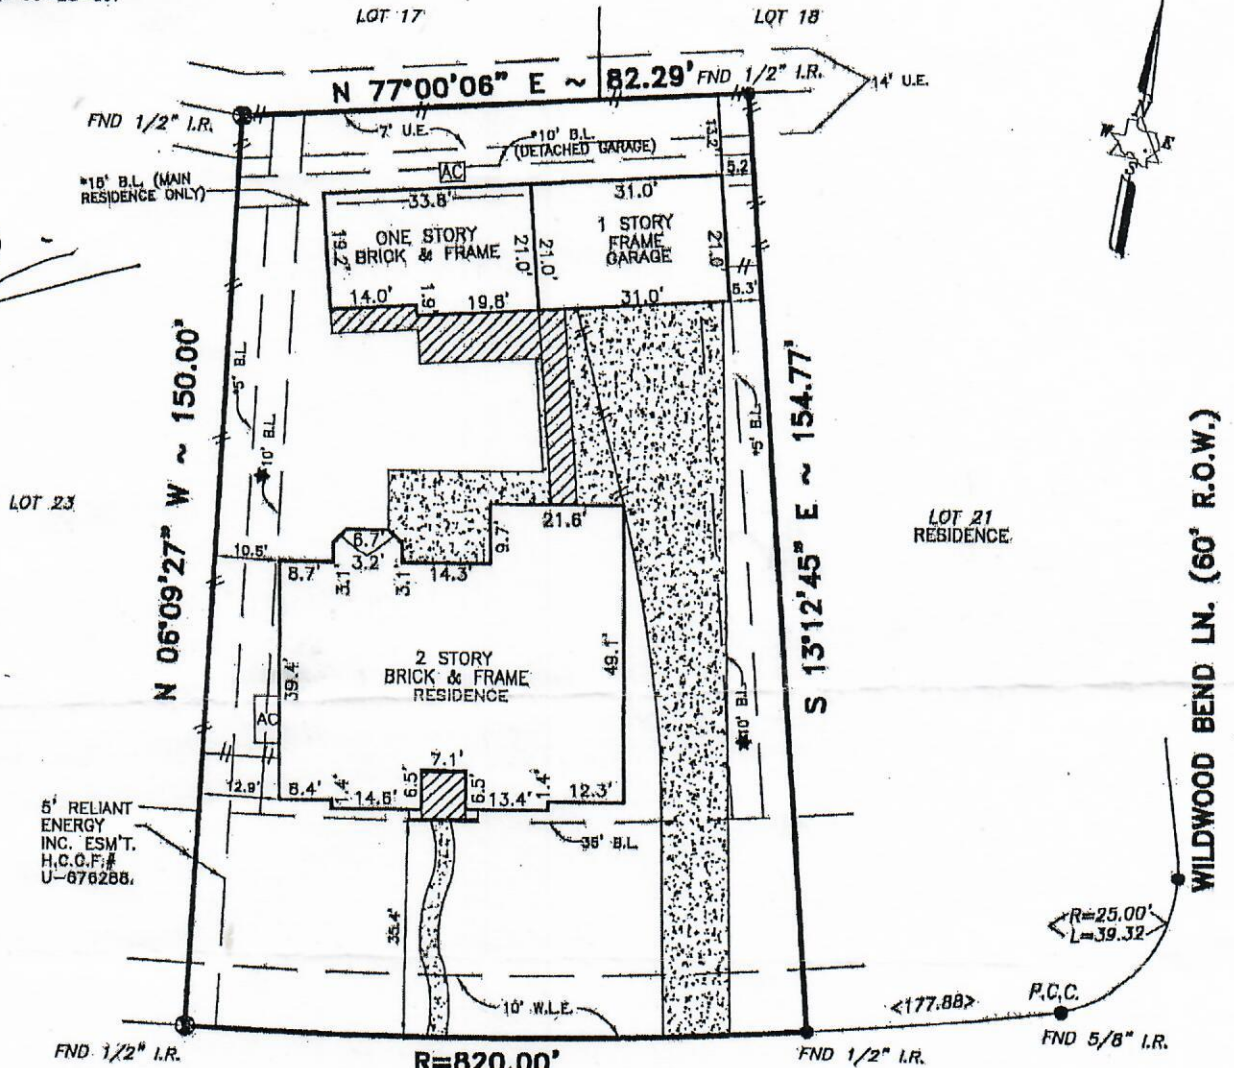 LOT 17
LOT 18
N 77°00'06" E ~ 82.29'
FND 1/2" I.R.
14' U.E.
FND 1/2" I.R.
7' U.E.
*10' B.L.
(DETACHED GARAGE)
13.2'
AC
5.2
*15' B.L. (MAIN
RESIDENCE ONLY)
33.8'
31.0'
W
E
S
ONE STORY
BRICK & FRAME
19.2'
21.0'
21.0'
1 STORY
FRAME
GARAGE
21.0
14.0'
1.9'
19.8'
31.0'
5.3'
N 06°09'27" W ~ 150.00'
*5' B.L.
*10' B.L.
*5' B.L.
S 13°12'45" E ~ 154.77'
LOT 23
LOT 21
RESIDENCE
WILDWOOD BEND LN. (60' R.O.W.)
10.5'
8.7'
3.1'
6.7'
3.2'
3.1'
14.3'
9.7'
21.6'
2 STORY
BRICK & FRAME
RESIDENCE
39.4'
49.1'
AC
*10' B.L.
7.1'
12.9'
8.4'
1.4'
14.6'
6.5'
6.5'
13.4'
1.4'
12.3'
5' RELIANT
ENERGY
INC. ESM'T.
H.C.C.F.#
U-676288.
35' B.L.
35.4'
R=25.00'
L=39.32
10' W.L.E.
<177.88>
P.C.C.
FND 1/2" I.R.
R=820.00'
FND 1/2" I.R.
FND 5/8" I.R.